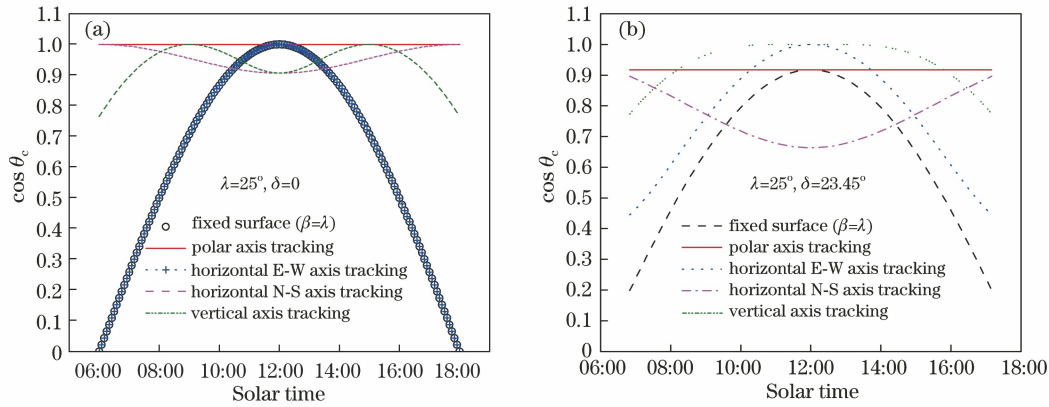 (a)
1.1
1.0
0.9
0.8
0.7
0.6
0.5
0.4
0.3
0.2
0.1
0
cos θc
λ=25°, δ=0
fixed surface (β=λ)
polar axis tracking
horizontal E-W axis tracking
horizontal N-S axis tracking
vertical axis tracking
06:00 08:00 10:00 12:00 14:00 16:00 18:00
Solar time
(b)
1.1
1.0
0.9
0.8
0.7
0.6
0.5
0.4
0.3
0.2
0.1
0
cos θc
λ=25°, δ=23.45°
fixed surface (β=λ)
polar axis tracking
horizontal E-W axis tracking
horizontal N-S axis tracking
vertical axis tracking
06:00 08:00 10:00 12:00 14:00 16:00 18:00
Solar time